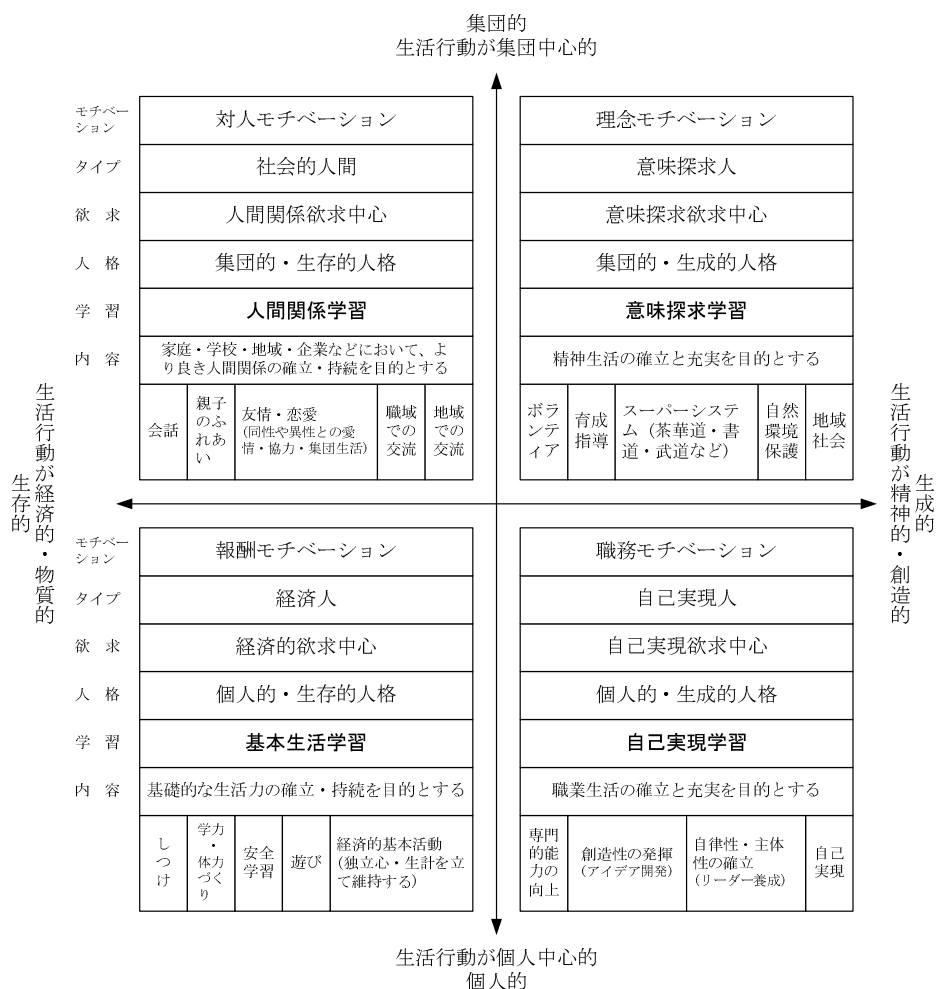 集団的
生活行動が集団中心的
モチベー
ション
対人モチベーション
タイプ
社会的人間
欲 求
人間関係欲求中心
人 格
集団的・生存的人格
学 習
人間関係学習
内 容
家庭・学校・地域・企業などにおいて、よ
り良き人間関係の確立・持続を目的とする
会話
親子
のふ
れあ
い
友情・恋愛
(同性や異性との愛
情・協力・集団生活)
職域
での
交流
地域
での
交流
理念モチベーション
意味探求人
意味探求欲求中心
集団的・生成的人格
意味探求学習
精神生活の確立と充実を目的とする
ボラ
ンテ
ィア
育成
指導
スーパーシステ
ム(茶華道・書
道・武道など)
自然
環境
保護
地域
社会
生活行動が経済的・物質的
生存的
生活行動が精神的・創造的
生成的
モチベー
ション
報酬モチベーション
タイプ
経済人
欲 求
経済的欲求中心
人 格
個人的・生存的人格
学 習
基本生活学習
内 容
基礎的な生活力の確立・持続を目的とする
しつけ
学力
・
体力
づく
り
安全
学習
遊び
経済的基本活動
(独立心・生計を立
て維持する)
職務モチベーション
自己実現人
自己実現欲求中心
個人的・生成的人格
自己実現学習
職業生活の確立と充実を目的とする
専門
的能
力の
向上
創造性の発揮
(アイデア開発)
自律性・主体
性の確立
(リーダー養成)
自己
実現
生活行動が個人中心的
個人的